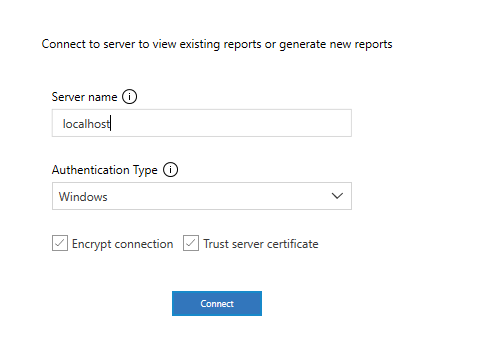 Connect to server to view existing reports or generate new reports
Server name
localhost
Authentication Type
Windows
Encrypt connection Trust server certificate
Connect